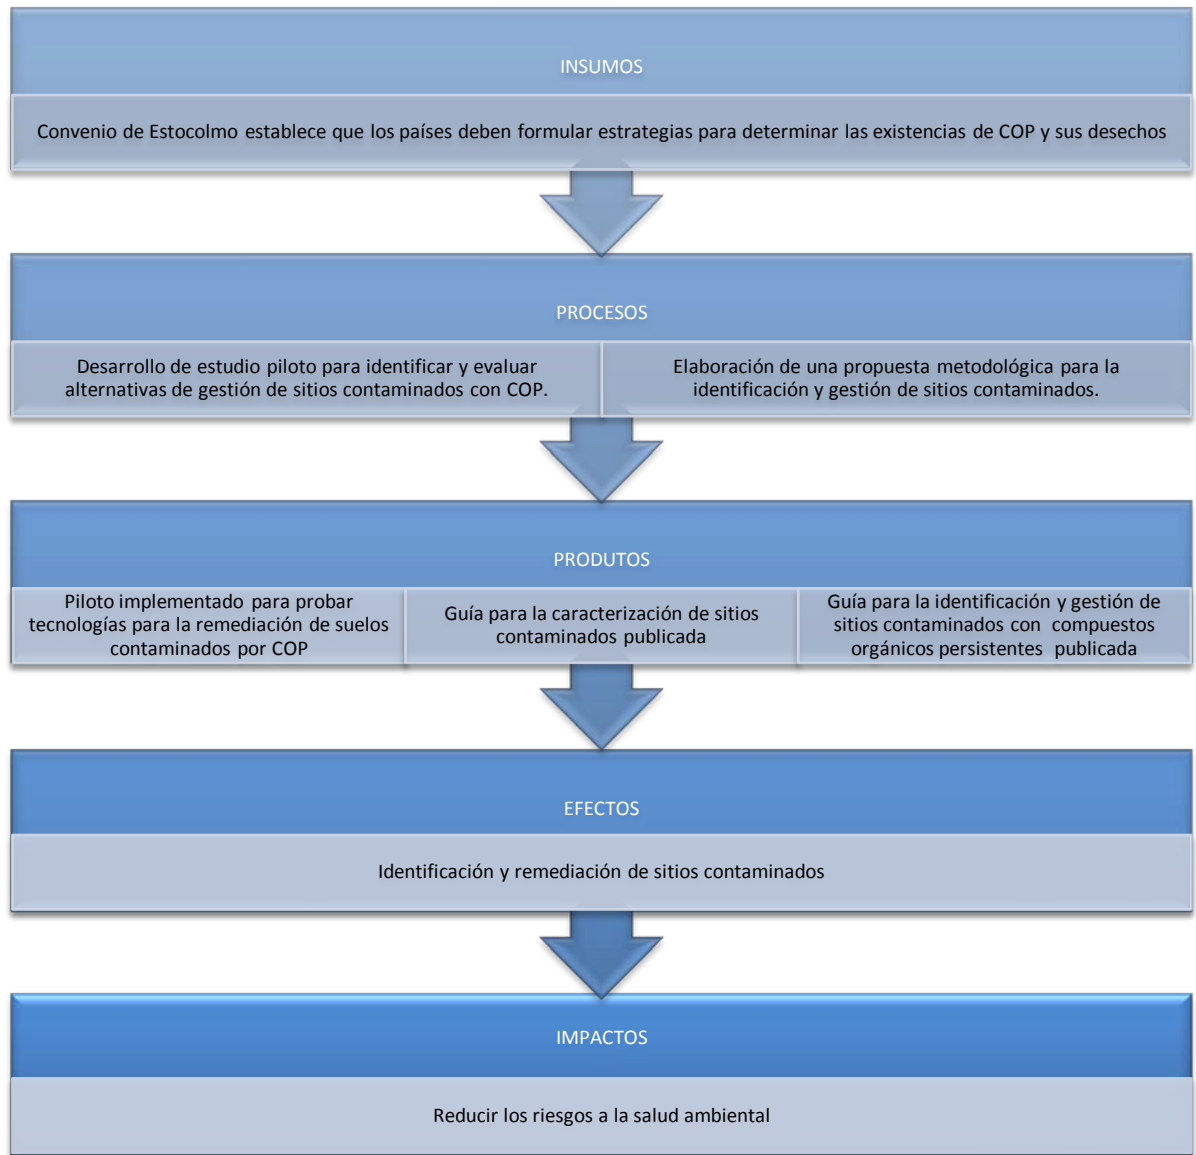 INSUMOS
Convenio de Estocolmo establece que los países deben formular estrategias para determinar las existencias de COP y sus desechos
PROCESOS
Desarrollo de estudio piloto para identificar y evaluar
alternativas de gestión de sitios contaminados con COP.
Elaboración de una propuesta metodológica para la
identificación y gestión de sitios contaminados.
PRODUTOS
Piloto implementado para probar
tecnologías para la remediación de suelos
contaminados por COP
Guía para la caracterización de sitios
contaminados publicada
Guía para la identificación y gestión de
sitios contaminados con compuestos
orgánicos persistentes publicada
EFECTOS
Identificación y remediación de sitios contaminados
IMPACTOS
Reducir los riesgos a la salud ambiental